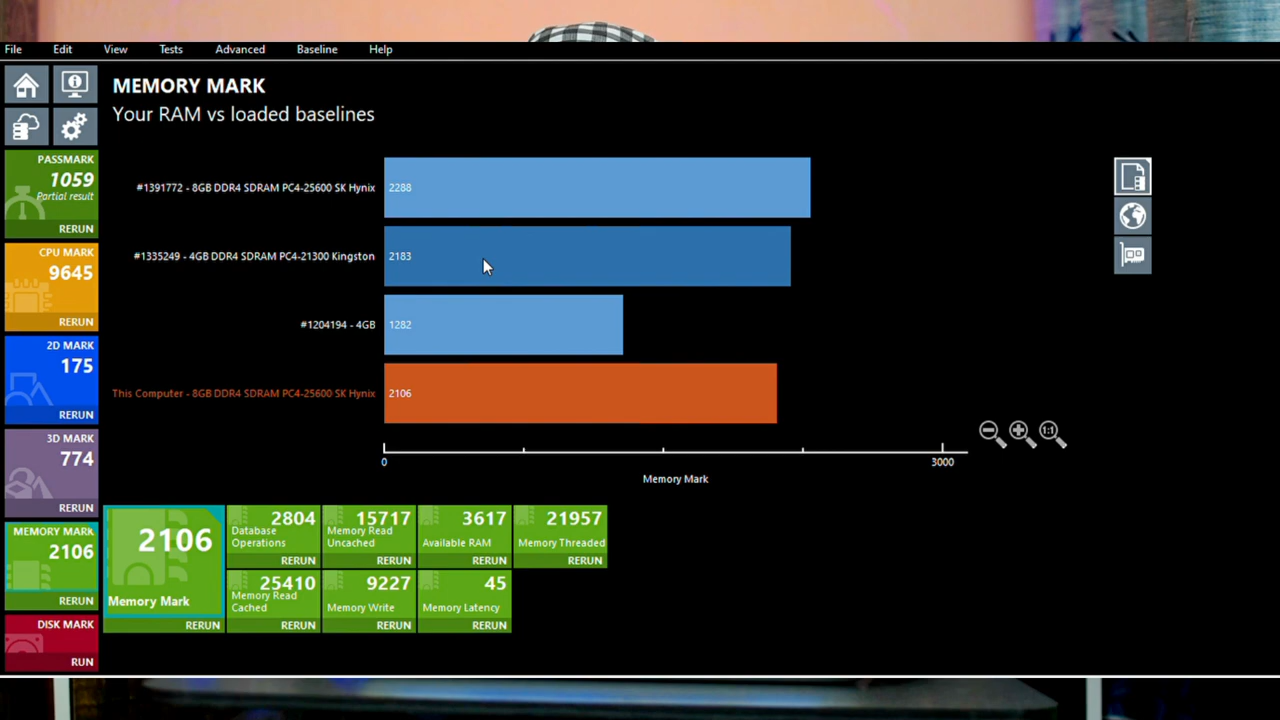 File Edit View Tests Advanced Baseline Help
MEMORY MARK
Your RAM vs loaded baselines
PASSMARK
1059
Partial result
RERUN
CPU MARK
9645
RERUN
2D MARK
175
RERUN
3D MARK
774
RERUN
MEMORY MARK
2106
RERUN
DISK MARK
RUN
#1391772 - 8GB DDR4 SDRAM PC4-25600 SK Hynix 2288
#1335249 - 4GB DDR4 SDRAM PC4-21300 Kingston 2183
#1204194 - 4GB 1282
This Computer - 8GB DDR4 SDRAM PC4-25600 SK Hynix 2106
0 3000
Memory Mark
1:1
2106
Memory Mark
RERUN
2804
Database
Operations
RERUN
15717
Memory Read
Uncached
RERUN
3617
Available RAM
RERUN
21957
Memory Threaded
RERUN
25410
Memory Read
Cached
RERUN
9227
Memory Write
RERUN
45
Memory Latency
RERUN